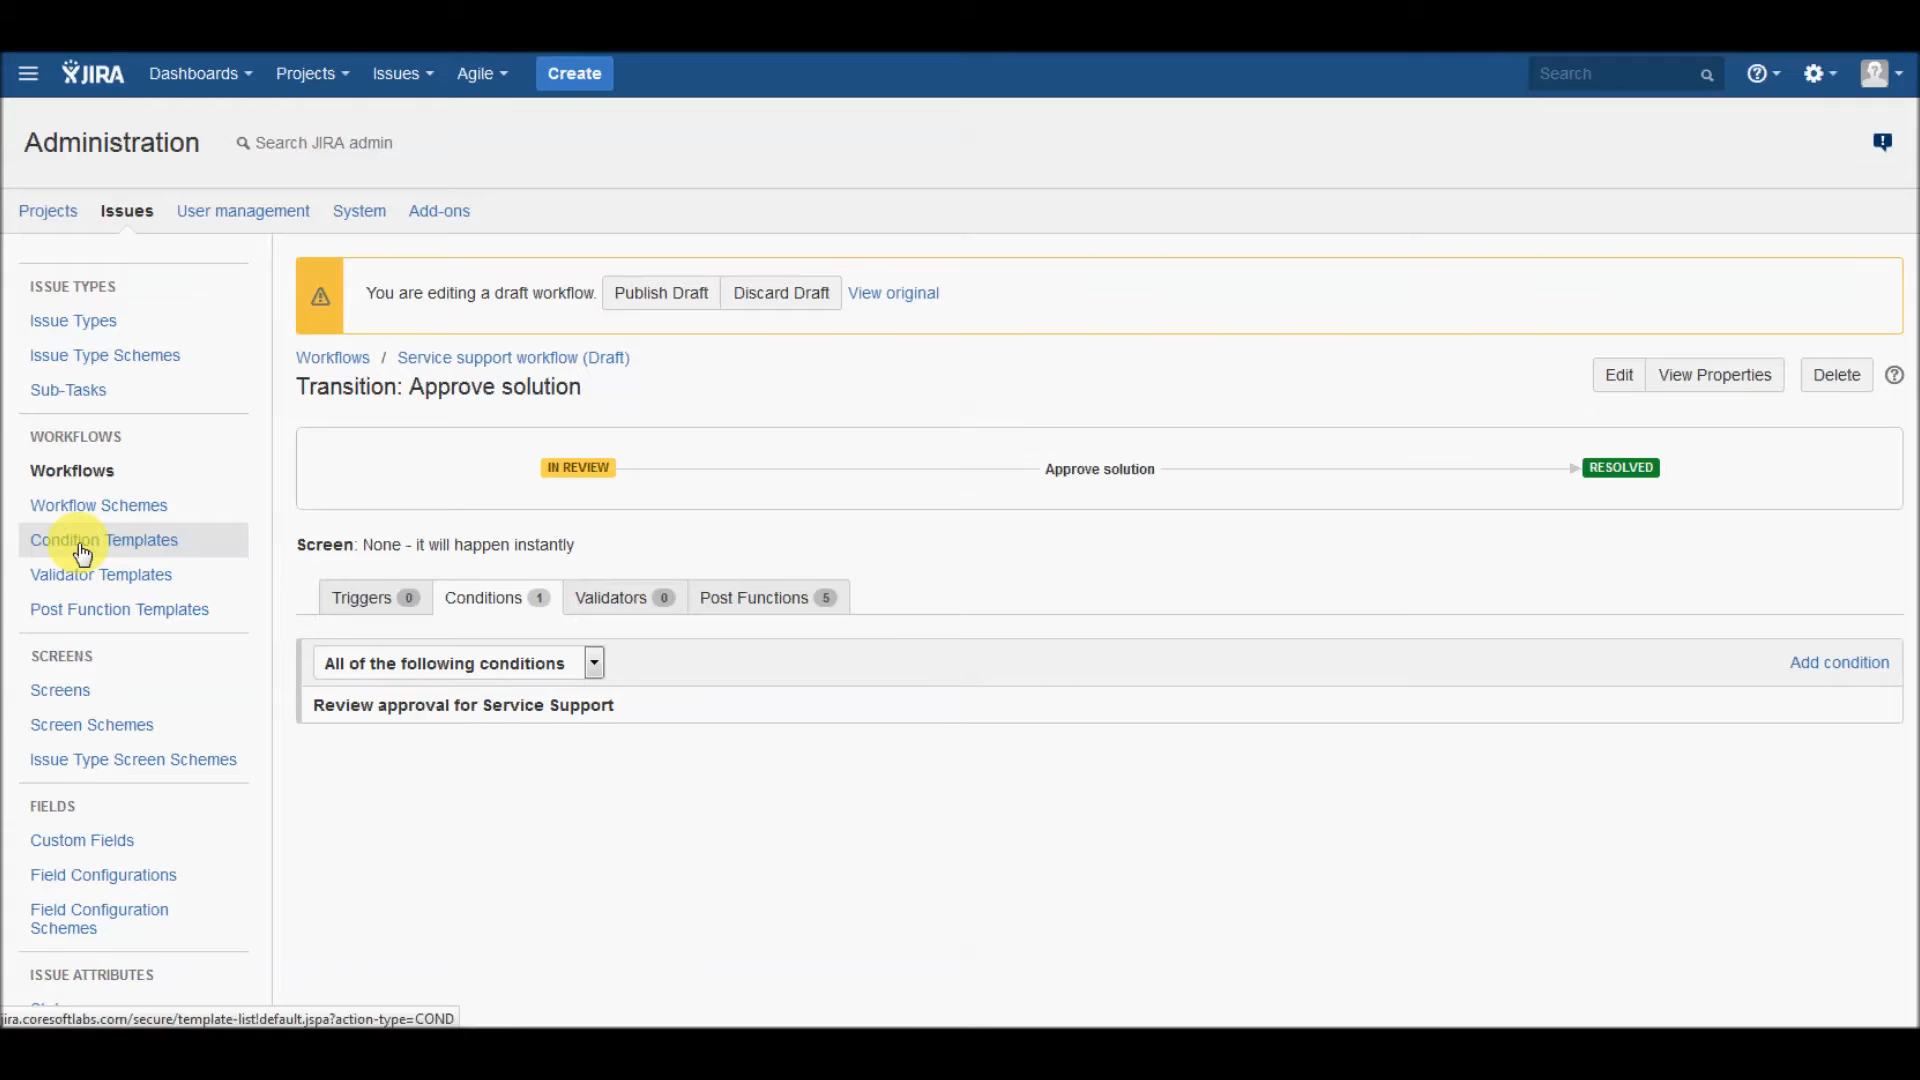 JIRA Dashboards Projects Issues Agile Create Search
Administration Search JIRA admin
Projects Issues User management System Add-ons
ISSUE TYPES
Issue Types
Issue Type Schemes
Sub-Tasks
WORKFLOWS
Workflows
Workflow Schemes
Condition Templates
Validator Templates
Post Function Templates
SCREENS
Screens
Screen Schemes
Issue Type Screen Schemes
FIELDS
Custom Fields
Field Configurations
Field Configuration
Schemes
ISSUE ATTRIBUTES
jira.coresoftlabs.com/secure/template-list!default.jspa?action-type=COND
You are editing a draft workflow. Publish Draft Discard Draft View original
Workflows / Service support workflow (Draft)
Transition: Approve solution
Edit View Properties Delete
IN REVIEW Approve solution RESOLVED
Screen: None - it will happen instantly
Triggers 0 Conditions 1 Validators 0 Post Functions 5
All of the following conditions Add condition
Review approval for Service Support